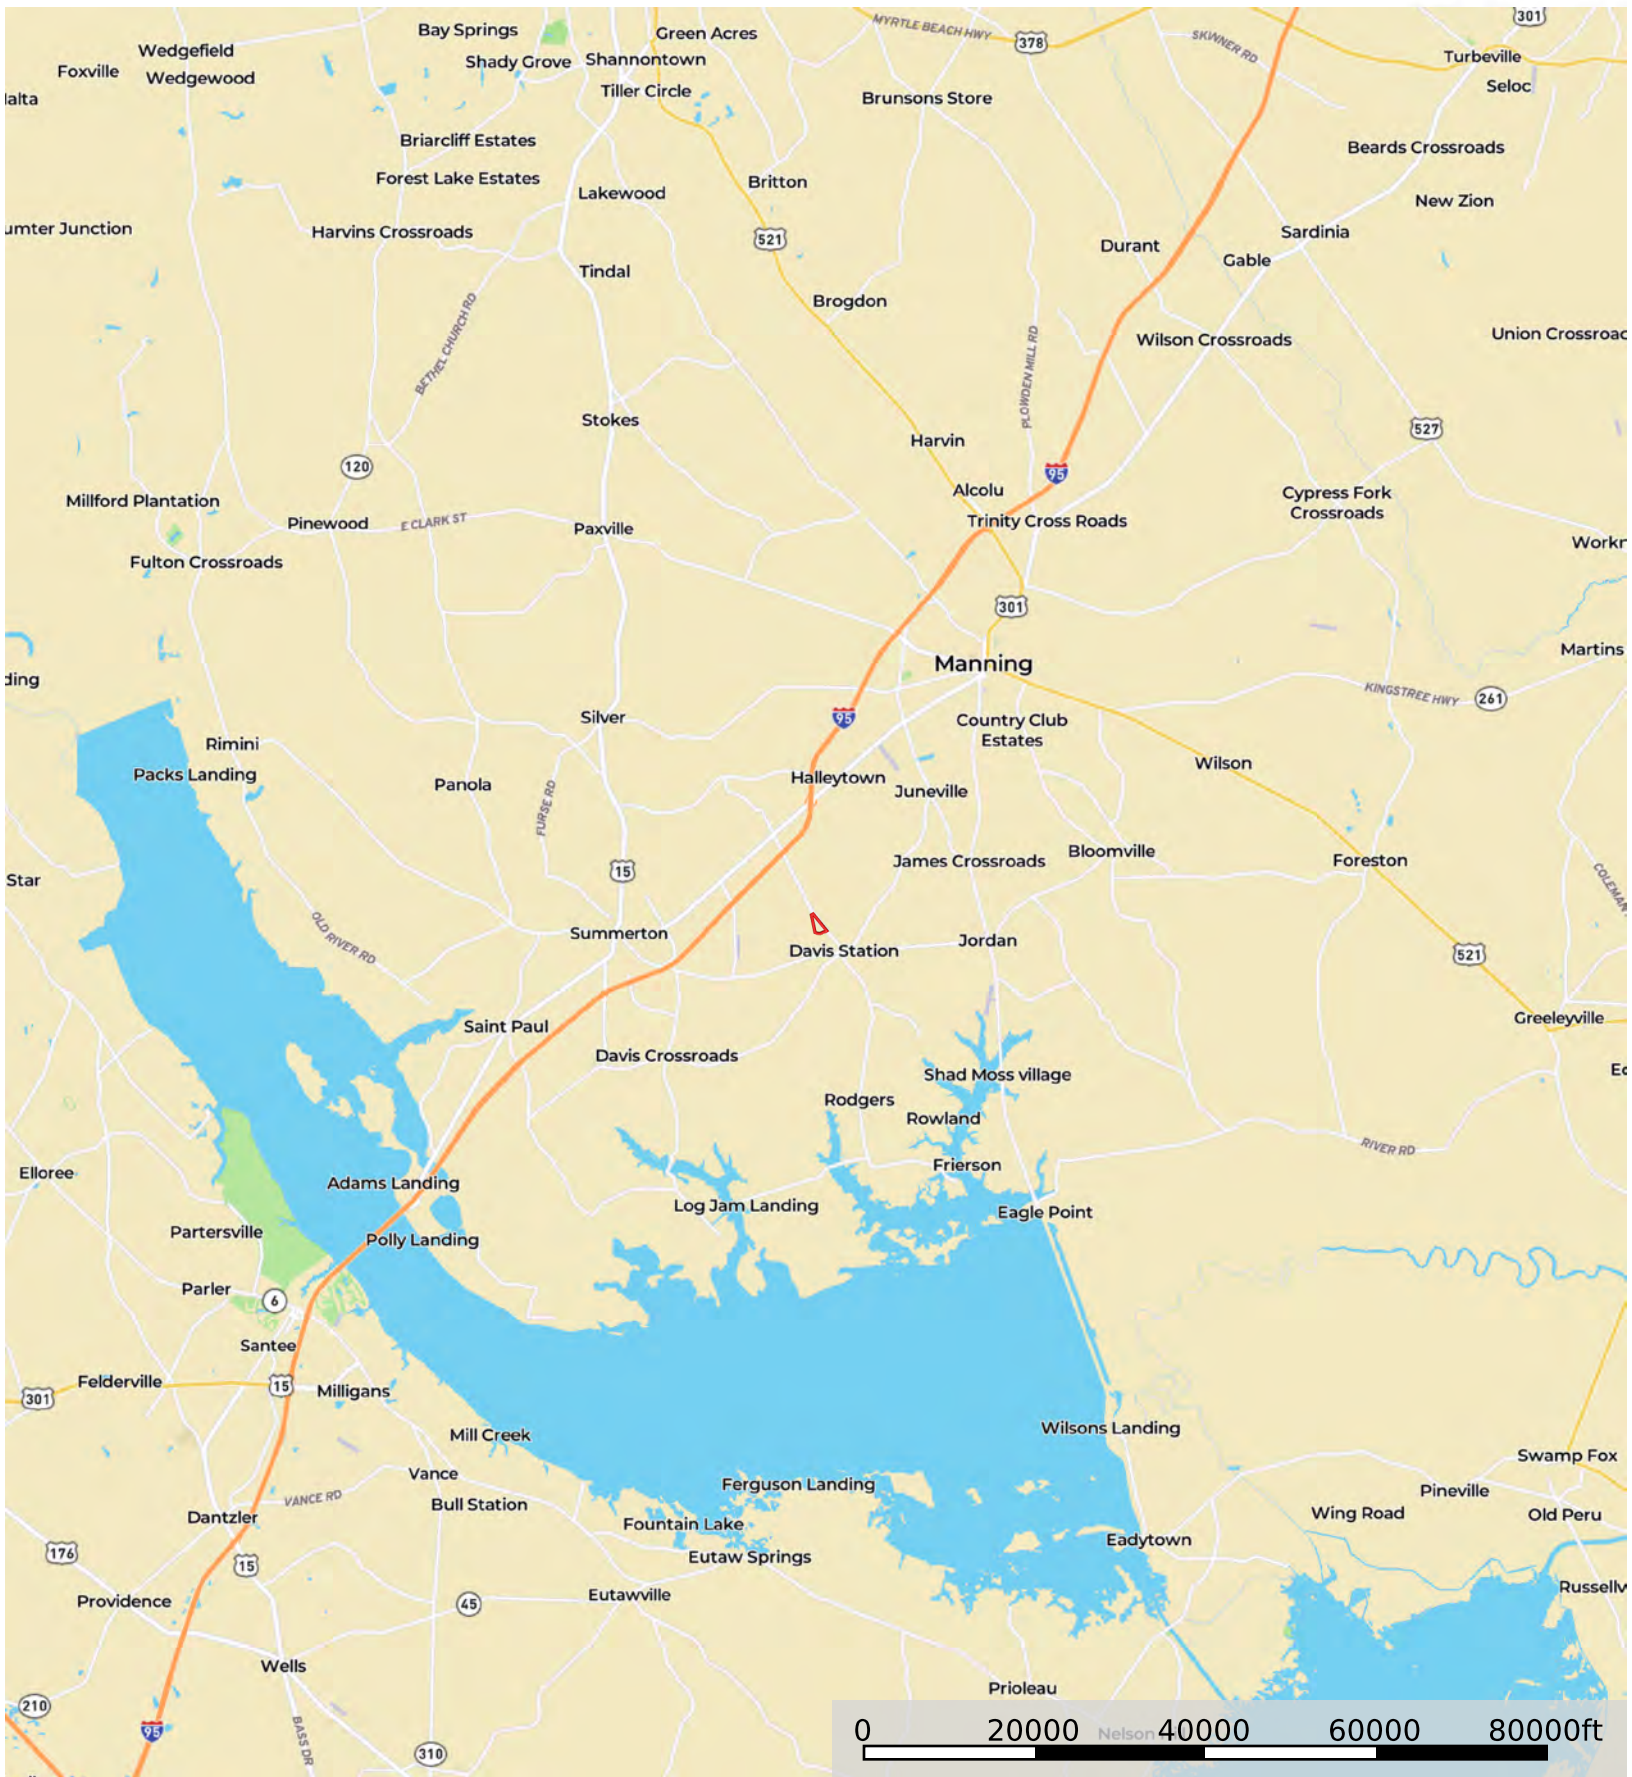 301
Bay Springs
Green Acres
MYRTLE BEACH HWY
378
SKINNER RD
Wedgefield
Turbeville
Shady Grove
Shannontown
Foxville
Wedgewood
Seloc
Tiller Circle
Brunsons Store
Briarcliff Estates
Beards Crossroads
Forest Lake Estates
Britton
Lakewood
New Zion
umter Junction
Harvins Crossroads
Sardinia
521
Durant
Gable
Tindal
Brogdon
BETHEL CHURCH RD
Wilson Crossroads
Union Crossroac
PLOWDEN MILL RD
Stokes
527
Harvin
120
95
Alcolu
Cypress Fork
Crossroads
Millford Plantation
Pinewood
E CLARK ST
Paxville
Trinity Cross Roads
Workr
Fulton Crossroads
301
Martins
Manning
ding
KINGSTREE HWY
261
Silver
95
Country Club
Estates
Rimini
Wilson
Packs Landing
Halleytown
Panola
Juneville
FURSE RD
Bloomville
James Crossroads
Foreston
15
Star
COLEMAN
OLD RIVER RD
Summerton
Jordan
Davis Station
521
Saint Paul
Greeleyville
Davis Crossroads
Shad Moss village
Rodgers
Rowland
RIVER RD
Elloree
Frierson
Adams Landing
Log Jam Landing
Eagle Point
Partersville
Polly Landing
Parler
6
Santee
Felderville
15
Milligans
301
Wilsons Landing
Mill Creek
Swamp Fox
Vance
Ferguson Landing
Pineville
VANCE RD
Bull Station
Wing Road
Old Peru
Dantzler
Fountain Lake
Eadytown
176
Eutaw Springs
15
Russellv
Providence
45
Eutawville
Wells
Prioleau
210
95
BASS DR
Nelson
310
0 20000 40000 60000 80000ft